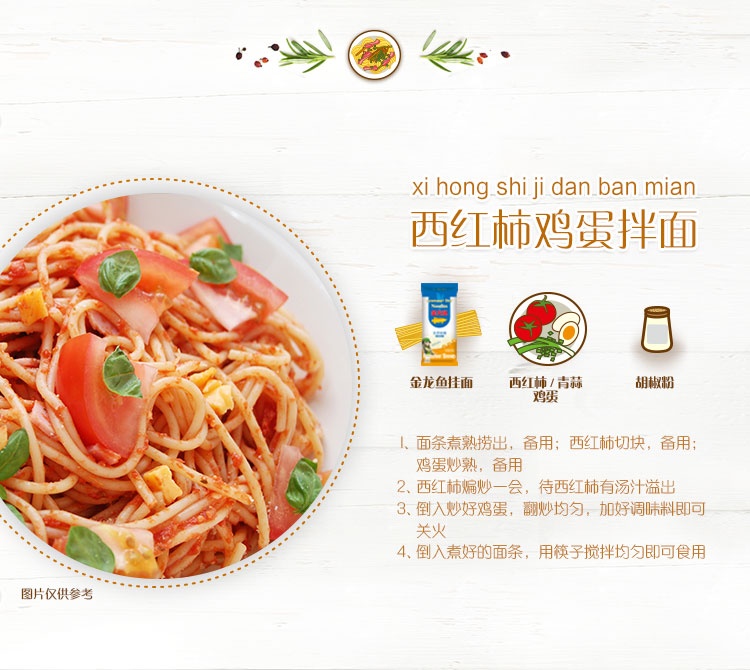 xi hong shi ji dan ban mian
西红柿鸡蛋拌面
金龙鱼挂面
西红柿 / 青蒜
鸡蛋
胡椒粉
1、面条煮熟捞出，备用；西红柿切块，备用；
鸡蛋炒熟，备用
2、西红柿煸炒一会，待西红柿有汤汁溢出
3、倒入炒好鸡蛋，翻炒均匀，加好调味料即可
关火
4、倒入煮好的面条，用筷子搅拌均匀即可食用
图片仅供参考